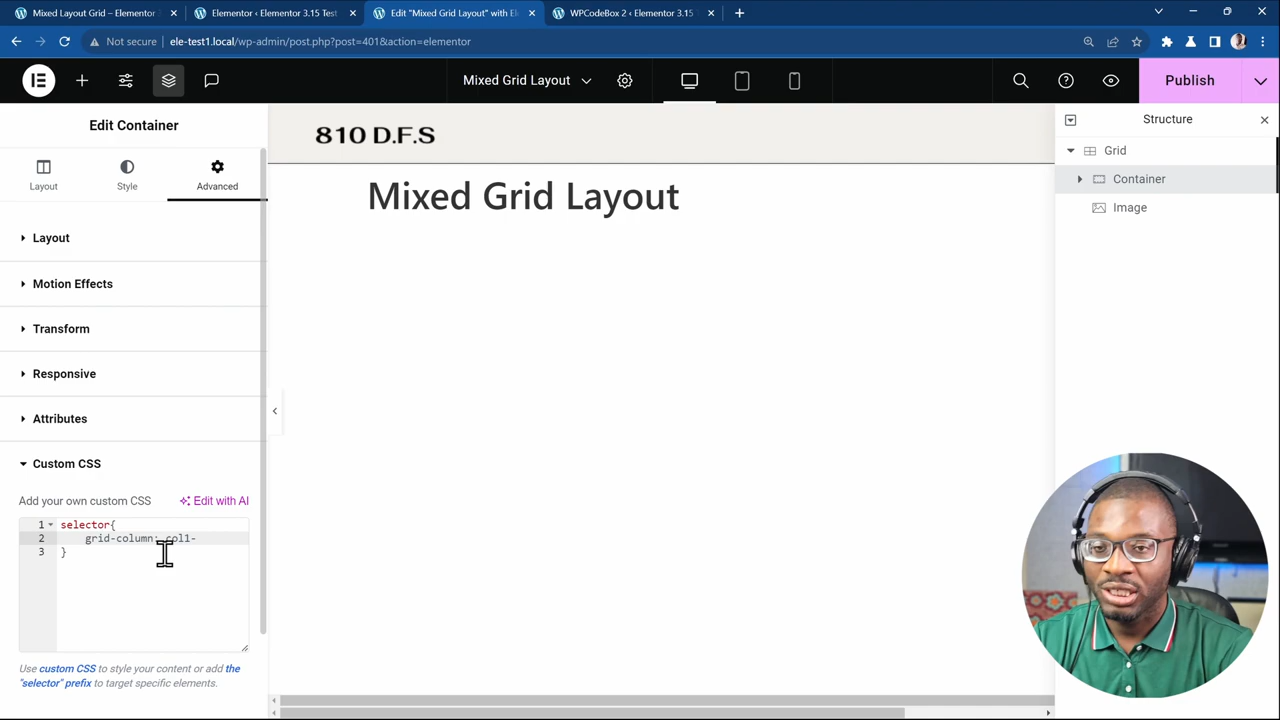 Mixed Layout Grid – Elementor 3
Elementor ‹ Elementor 3.15 Test
Edit "Mixed Grid Layout" with El
WPCodeBox 2 ‹ Elementor 3.15 T
Not secure
ele-test1.local/wp-admin/post.php?post=401&action=elementor
Mixed Grid Layout
Publish
Edit Container
Layout
Style
Advanced
Layout
Motion Effects
Transform
Responsive
Attributes
Custom CSS
Add your own custom CSS
Edit with AI
1 selector{
2 grid-column: col1-
3 }
Use custom CSS to style your content or add the
"selector" prefix to target specific elements.
810 D.F.S
Mixed Grid Layout
Structure
Grid
Container
Image